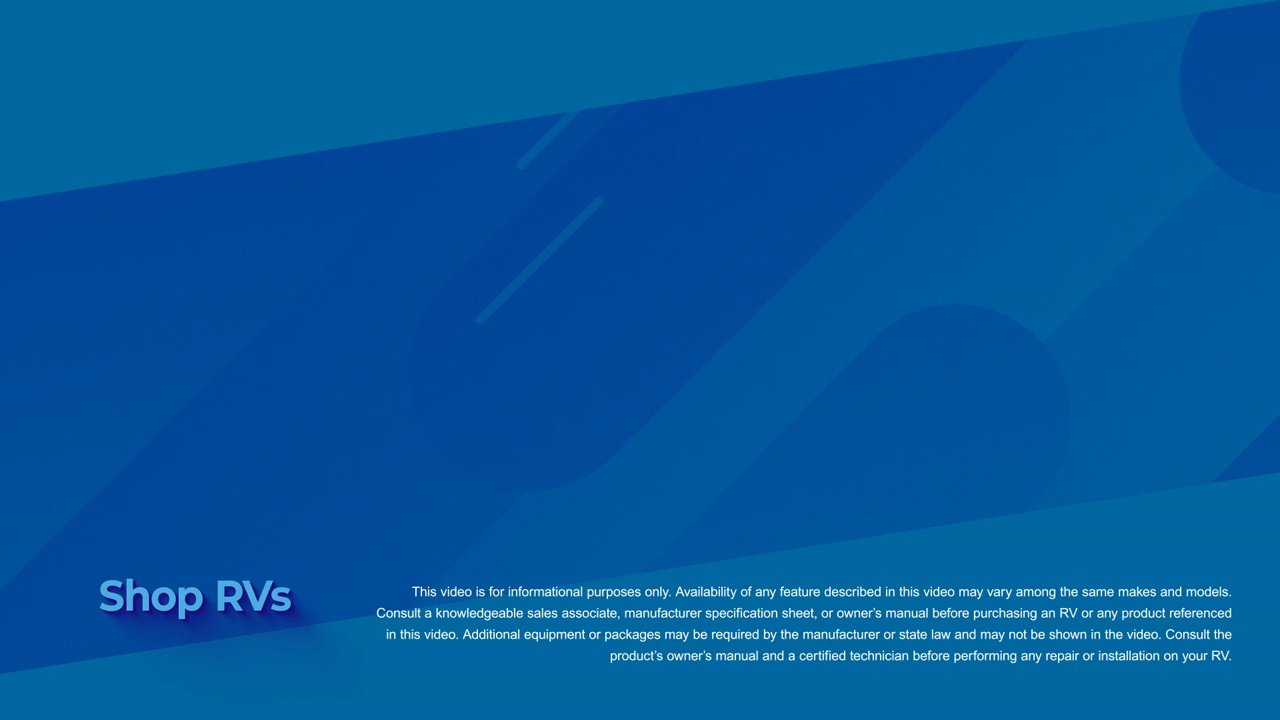 Shop RVs
This video is for informational purposes only. Availability of any feature described in this video may vary among the same makes and models.
Consult a knowledgeable sales associate, manufacturer specification sheet, or owner’s manual before purchasing an RV or any product referenced
in this video. Additional equipment or packages may be required by the manufacturer or state law and may not be shown in the video. Consult the
product’s owner’s manual and a certified technician before performing any repair or installation on your RV.